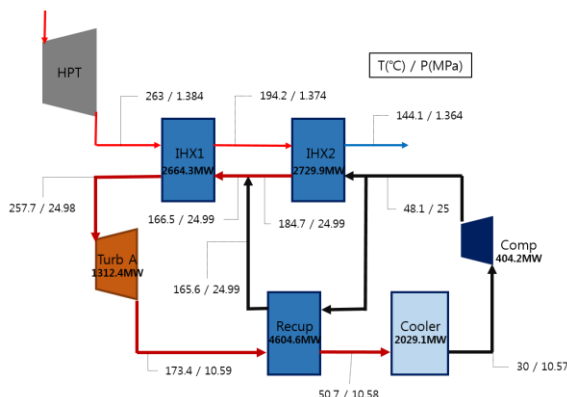 HPT
T(℃) / P(MPa)
263 / 1.384
194.2 / 1.374
144.1 / 1.364
IHX1
2664.3MW
IHX2
2729.9MW
257.7 / 24.98
166.5 / 24.99
184.7 / 24.99
48.1 / 25
Comp
404.2MW
Turb A
1312.4MW
165.6 / 24.99
Recup
4604.6MW
Cooler
2029.1MW
173.4 / 10.59
50.7 / 10.58
30 / 10.57